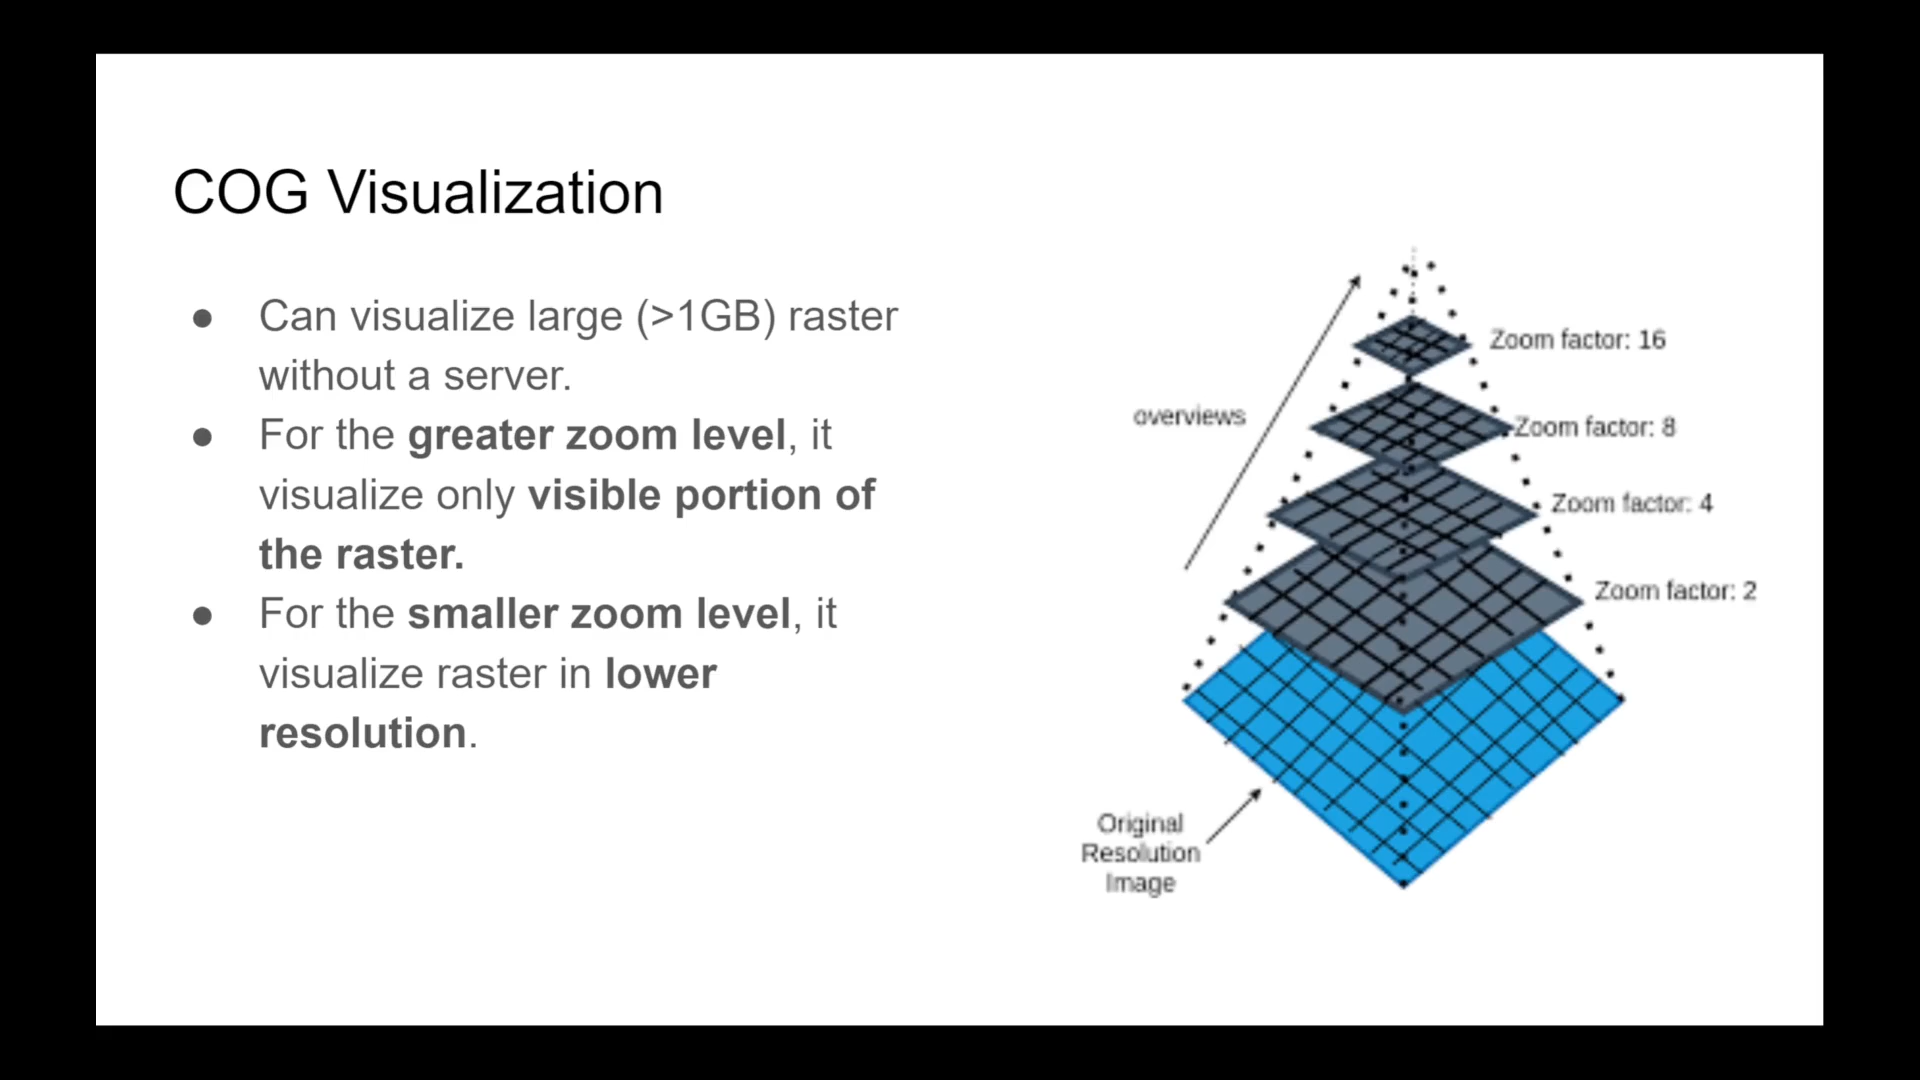 COG Visualization
● Can visualize large (>1GB) raster
without a server.
● For the greater zoom level, it
visualize only visible portion of
the raster.
● For the smaller zoom level, it
visualize raster in lower
resolution.
overviews
Zoom factor: 16
Zoom factor: 8
Zoom factor: 4
Zoom factor: 2
Original
Resolution
Image